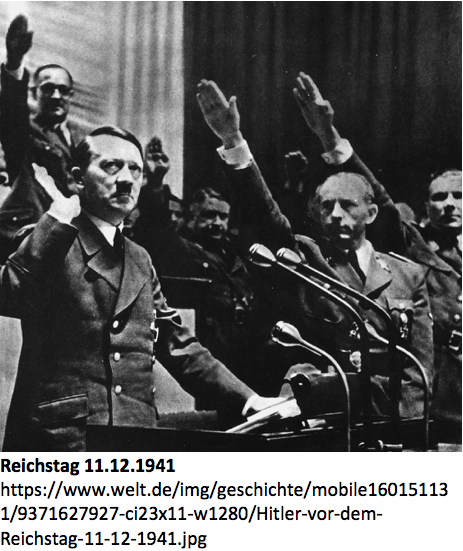 Reichstag 11.12.1941
https://www.welt.de/img/geschichte/mobile16015113
1/9371627927-ci23x11-w1280/Hitler-vor-dem-
Reichstag-11-12-1941.jpg